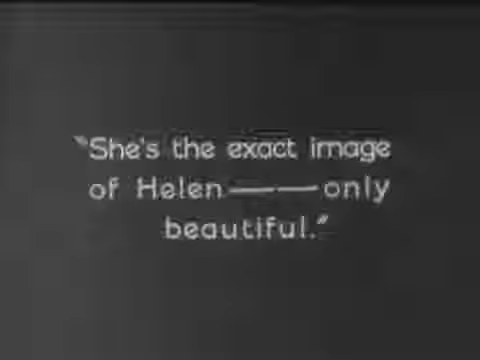 "She's the exact image
of Helen——only
beautiful."